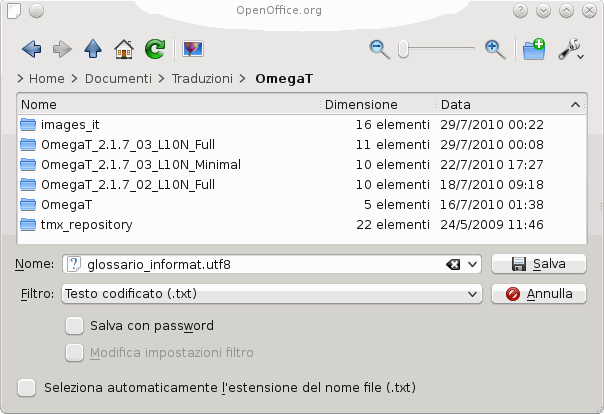 OpenOffice.org
> Home > Documenti > Traduzioni > OmegaT
Nome Dimensione Data
images_it 16 elementi 29/7/2010 00:22
OmegaT_2.1.7_03_L10N_Full 11 elementi 29/7/2010 00:08
OmegaT_2.1.7_03_L10N_Minimal 10 elementi 22/7/2010 17:27
OmegaT_2.1.7_02_L10N_Full 10 elementi 18/7/2010 09:18
OmegaT 5 elementi 16/7/2010 01:38
tmx_repository 22 elementi 24/5/2009 11:46
Nome: glossario_informat.utf8 Salva
Filtro: Testo codificato (.txt) Annulla
Salva con password
Modifica impostazioni filtro
Seleziona automaticamente l'estensione del nome file (.txt)